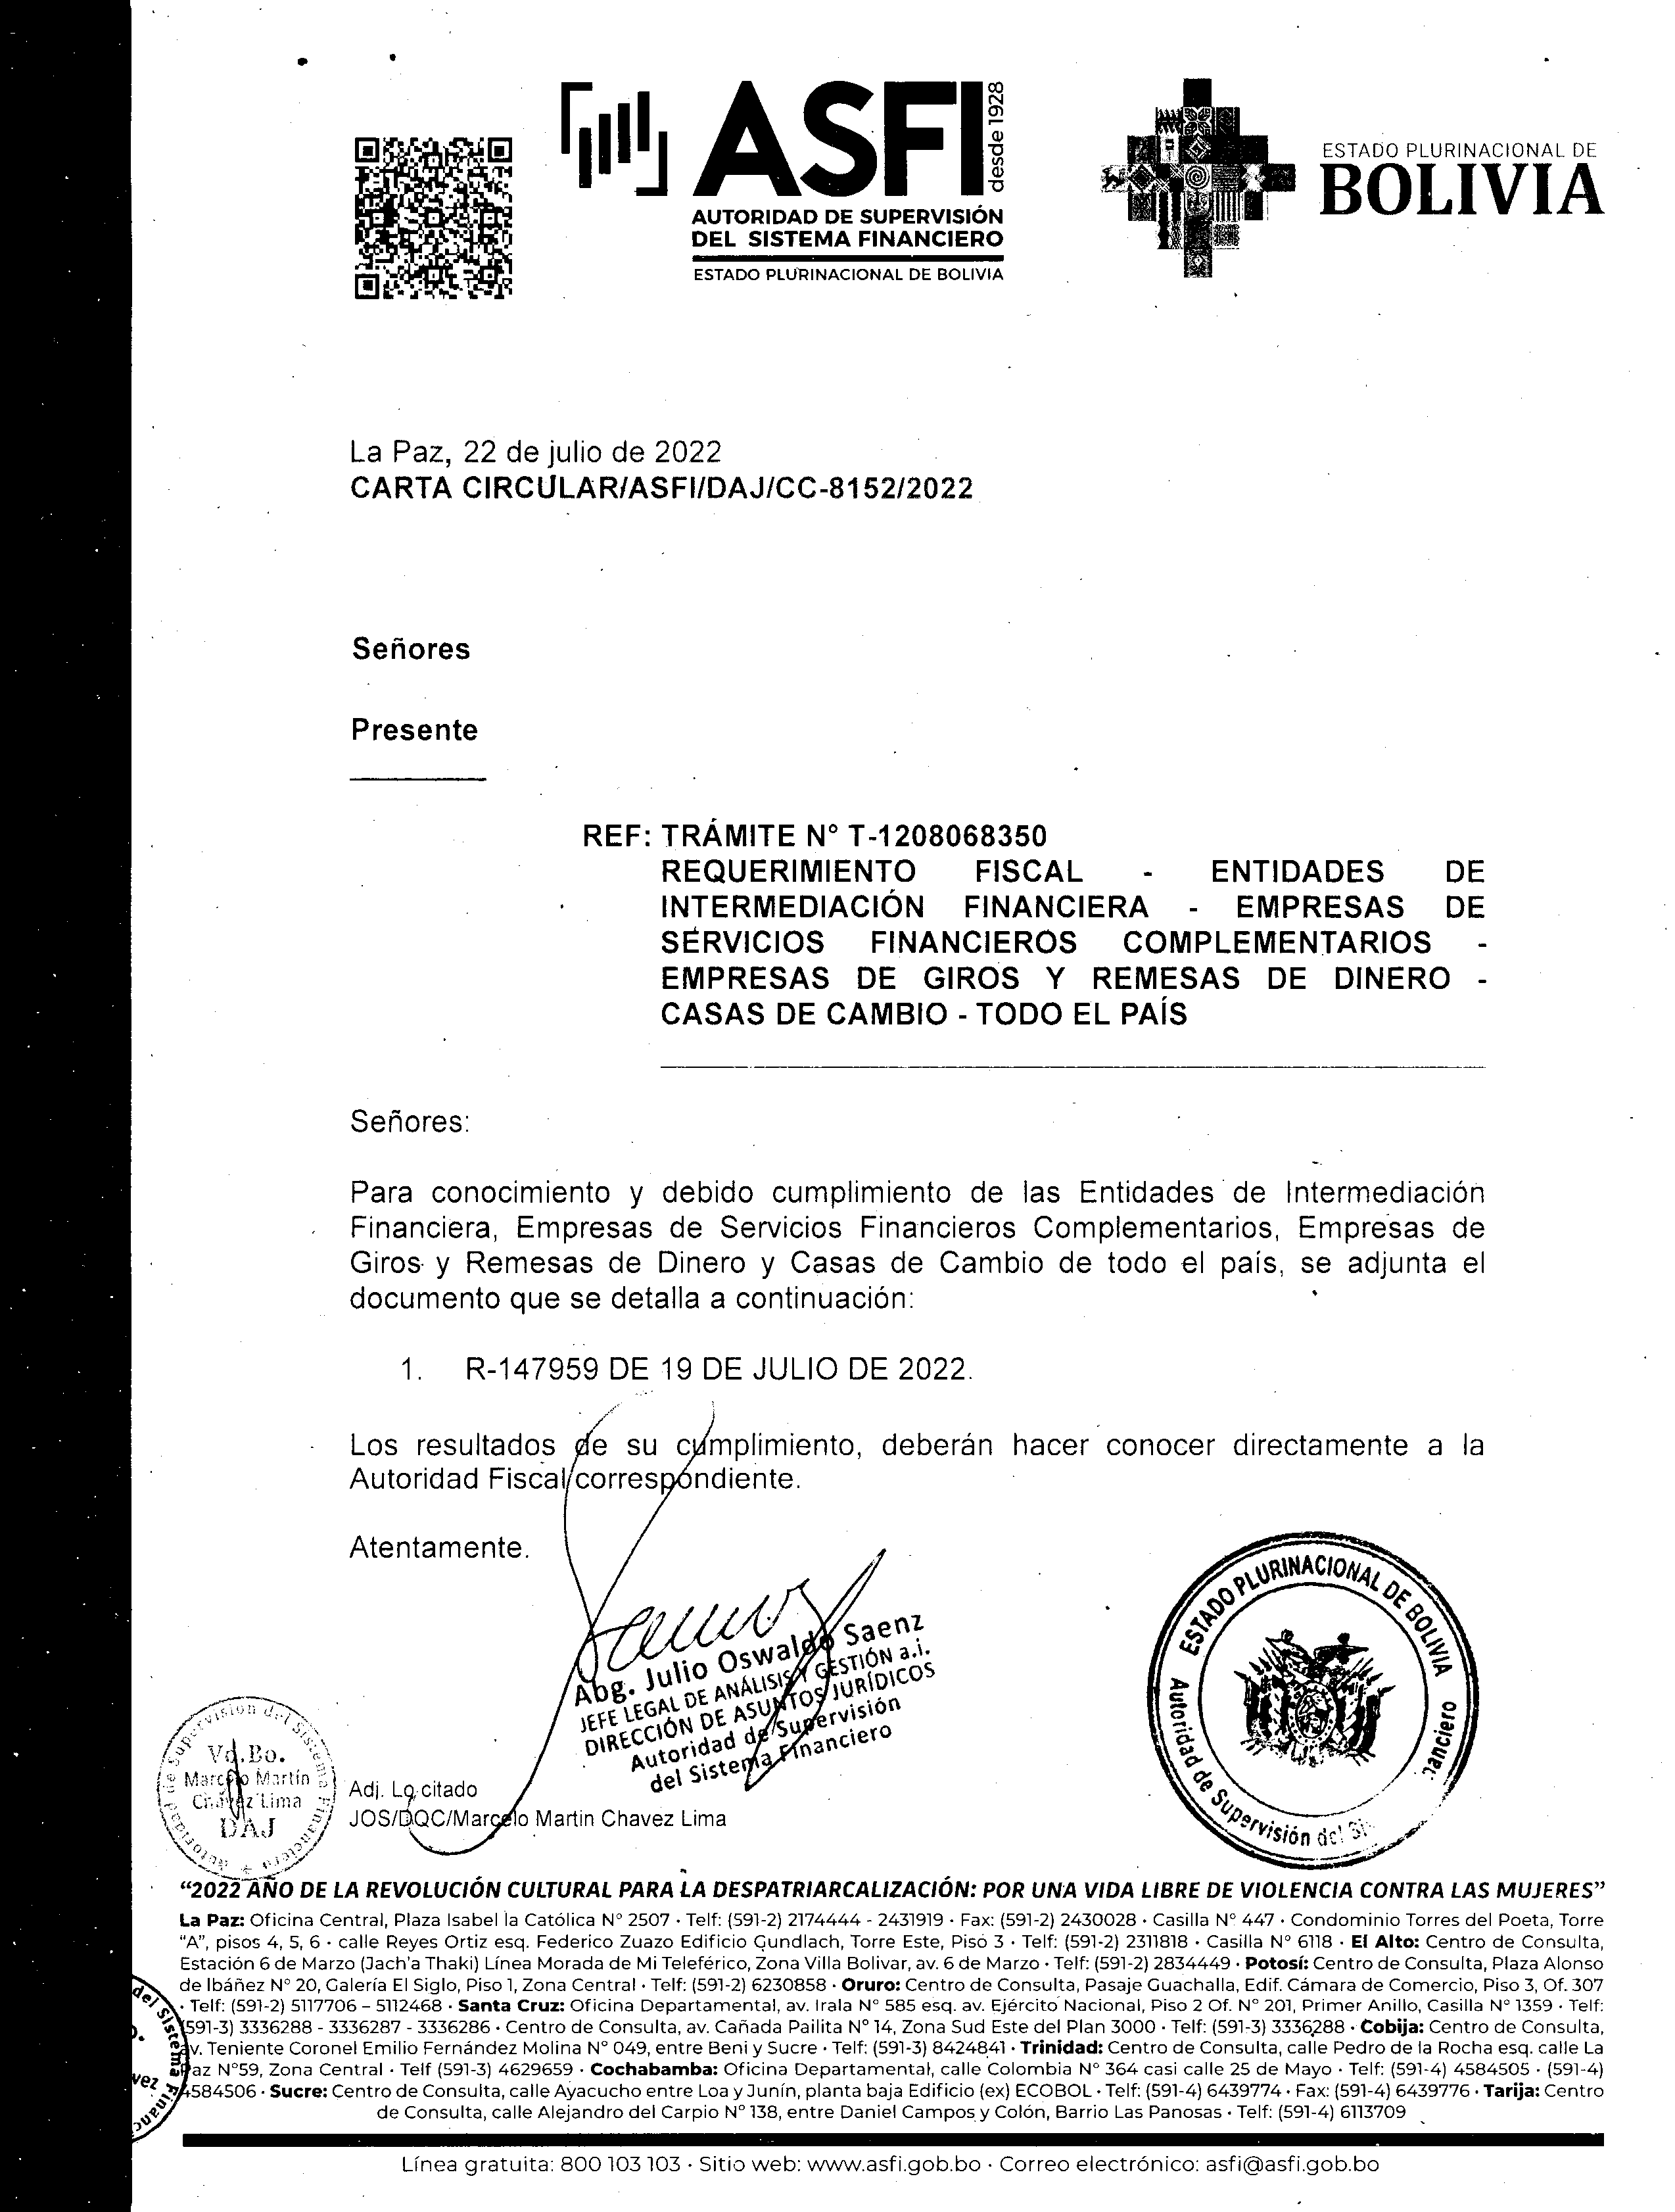 ASFI
desde 1928
AUTORIDAD DE SUPERVISIÓN
DEL SISTEMA FINANCIERO
ESTADO PLURINACIONAL DE BOLIVIA
ESTADO PLURINACIONAL DE
BOLIVIA
La Paz, 22 de julio de 2022
CARTA CIRCULAR/ASFI/DAJ/CC-8152/2022
Señores
Presente
REF: TRÁMITE N° T-1208068350
REQUERIMIENTO FISCAL - ENTIDADES DE
INTERMEDIACIÓN FINANCIERA - EMPRESAS DE
SERVICIOS FINANCIEROS COMPLEMENTARIOS -
EMPRESAS DE GIROS Y REMESAS DE DINERO -
CASAS DE CAMBIO - TODO EL PAÍS
Señores:
Para conocimiento y debido cumplimiento de las Entidades de Intermediación
Financiera, Empresas de Servicios Financieros Complementarios, Empresas de
Giros y Remesas de Dinero y Casas de Cambio de todo el país, se adjunta el
documento que se detalla a continuación:
1. R-147959 DE 19 DE JULIO DE 2022.
Los resultados de su cumplimiento, deberán hacer conocer directamente a la
Autoridad Fiscal correspondiente.
Atentamente.
Abg. Julio Oswaldo Saenz
JEFE LEGAL DE ANÁLISIS Y GESTIÓN a.i.
DIRECCIÓN DE ASUNTOS JURÍDICOS
Autoridad de Supervisión
del Sistema Financiero
ESTADO PLURINACIONAL DE BOLIVIA
Autoridad de Supervisión del
Autoridad de Supervisión del Sistema Financiero
Vo.Bo.
Marcelo Martín
Chávez Lima
DAJ
Adj. Lo citado
JOS/DQC/Marcelo Martin Chavez Lima
“2022 AÑO DE LA REVOLUCIÓN CULTURAL PARA LA DESPATRIARCALIZACIÓN: POR UNA VIDA LIBRE DE VIOLENCIA CONTRA LAS MUJERES”
La Paz: Oficina Central, Plaza Isabel la Católica N° 2507 · Telf: (591-2) 2174444 - 2431919 · Fax: (591-2) 2430028 · Casilla N° 447 · Condominio Torres del Poeta, Torre
“A”, pisos 4, 5, 6 · calle Reyes Ortiz esq. Federico Zuazo Edificio Gundlach, Torre Este, Piso 3 · Telf: (591-2) 2311818 · Casilla N° 6118 · El Alto: Centro de Consulta,
Estación 6 de Marzo (Jach’a Thaki) Línea Morada de Mi Teleférico, Zona Villa Bolivar, av. 6 de Marzo · Telf: (591-2) 2834449 · Potosí: Centro de Consulta, Plaza Alonso
de Ibáñez N° 20, Galería El Siglo, Piso 1, Zona Central · Telf: (591-2) 6230858 · Oruro: Centro de Consulta, Pasaje Guachalla, Edif. Cámara de Comercio, Piso 3, Of. 307
· Telf: (591-2) 5117706 – 5112468 · Santa Cruz: Oficina Departamental, av. Irala N° 585 esq. av. Ejército Nacional, Piso 2 Of. N° 201, Primer Anillo, Casilla N° 1359 · Telf:
(591-3) 3336288 - 3336287 - 3336286 · Centro de Consulta, av. Cañada Pailita N° 14, Zona Sud Este del Plan 3000 · Telf: (591-3) 3336288 · Cobija: Centro de Consulta,
av. Teniente Coronel Emilio Fernández Molina N° 049, entre Beni y Sucre · Telf: (591-3) 8424841 · Trinidad: Centro de Consulta, calle Pedro de la Rocha esq. calle La
Paz N°59, Zona Central · Telf (591-3) 4629659 · Cochabamba: Oficina Departamental, calle Colombia N° 364 casi calle 25 de Mayo · Telf: (591-4) 4584505 · (591-4)
4584506 · Sucre: Centro de Consulta, calle Ayacucho entre Loa y Junín, planta baja Edificio (ex) ECOBOL · Telf: (591-4) 6439774 · Fax: (591-4) 6439776 · Tarija: Centro
de Consulta, calle Alejandro del Carpio N° 138, entre Daniel Campos y Colón, Barrio Las Panosas · Telf: (591-4) 6113709
Línea gratuita: 800 103 103 · Sitio web: www.asfi.gob.bo · Correo electrónico: asfi@asfi.gob.bo